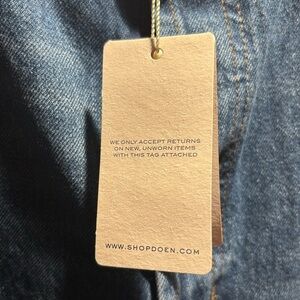 WE ONLY ACCEPT RETURNS
ON NEW, UNWORN ITEMS
WITH THIS TAG ATTACHED
WWW.SHOPDOEN.COM